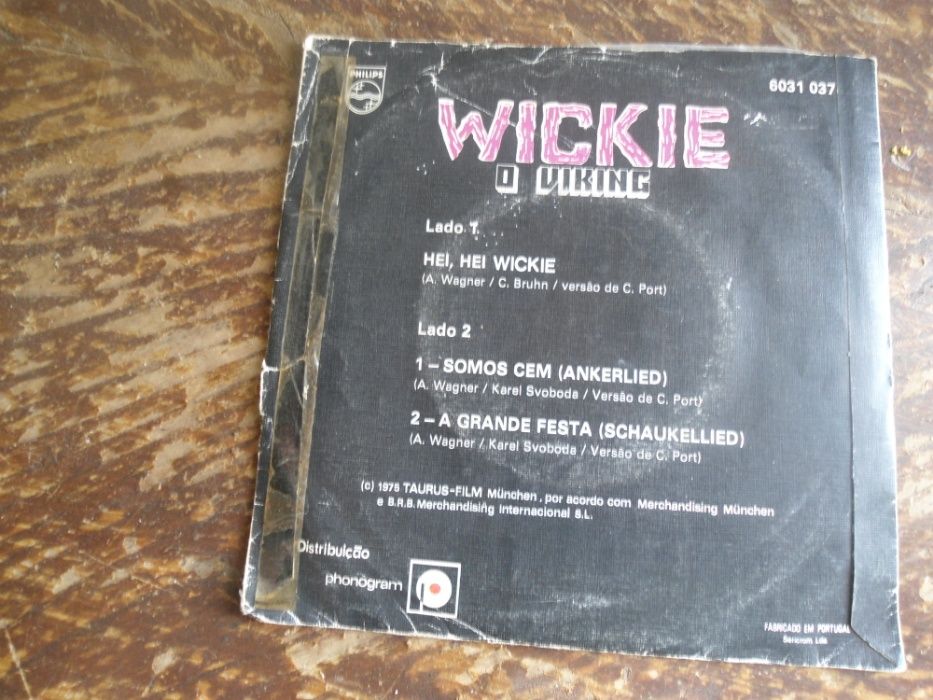 PHILIPS
6031 037
WICKIE
O VIKING
Lado 1
HEI, HEI WICKIE
(A. Wagner / C. Bruhn / versão de C. Port)
Lado 2
1 – SOMOS CEM (ANKERLIED)
(A. Wagner / Karel Svoboda / Versão de C. Port)
2 – A GRANDE FESTA (SCHAUKELLIED)
(A. Wagner / Karel Svoboda / Versão de C. Port)
(c) 1975 TAURUS-FILM München, por acordo com Merchandising München
e B.R.B. Merchandising Internacional S.L.
Distribuição
phonogram
FABRICADO EM PORTUGAL
Sericrom Lda